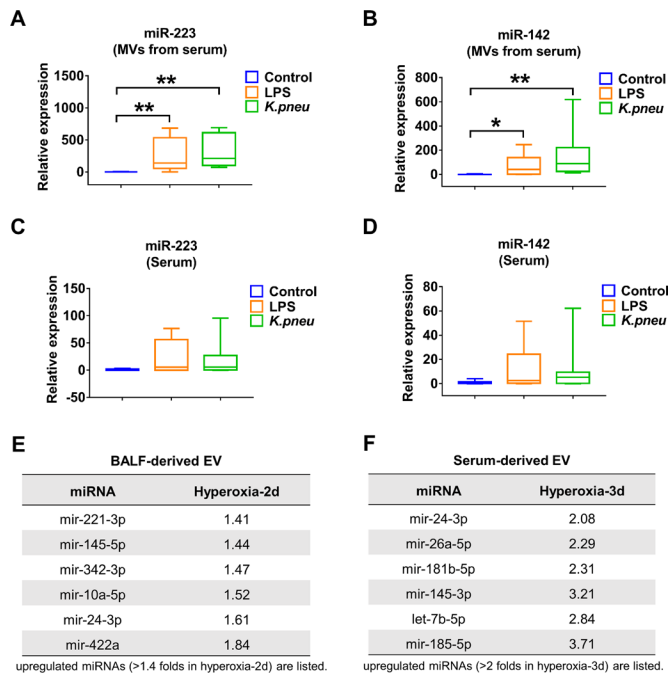 A
miR-223
(MVs from serum)
Relative expression
1500
1000
500
0
**
**
Control
LPS
K.pneu
B
miR-142
(MVs from serum)
Relative expression
800
600
400
200
0
**
*
Control
LPS
K.pneu
C
miR-223
(Serum)
Relative expression
150
100
50
0
-50
Control
LPS
K.pneu
D
miR-142
(Serum)
Relative expression
80
60
40
20
0
Control
LPS
K.pneu
E
BALF-derived EV
miRNA Hyperoxia-2d
mir-221-3p 1.41
mir-145-5p 1.44
mir-342-3p 1.47
mir-10a-5p 1.52
mir-24-3p 1.61
mir-422a 1.84
upregulated miRNAs (>1.4 folds in hyperoxia-2d) are listed.
F
Serum-derived EV
miRNA Hyperoxia-3d
mir-24-3p 2.08
mir-26a-5p 2.29
mir-181b-5p 2.31
mir-145-3p 3.21
let-7b-5p 2.84
mir-185-5p 3.71
upregulated miRNAs (>2 folds in hyperoxia-3d) are listed.